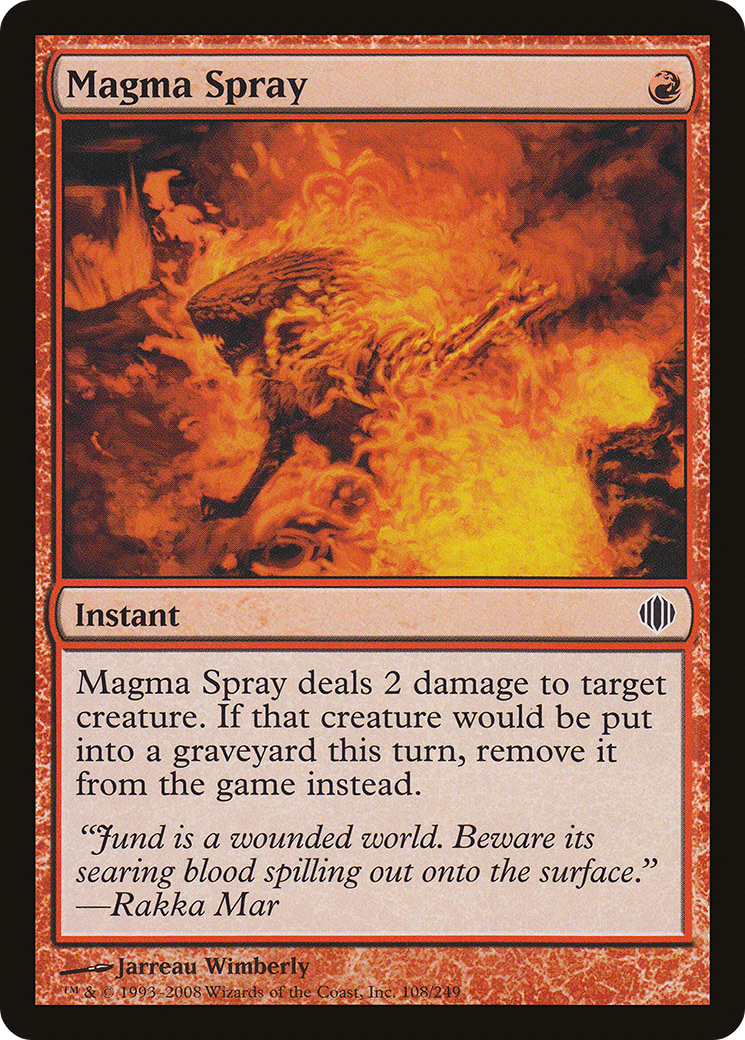 Magma Spray
Instant
Magma Spray deals 2 damage to target
creature. If that creature would be put
into a graveyard this turn, remove it
from the game instead.
“Jund is a wounded world. Beware its
searing blood spilling out onto the surface.”
—Rakka Mar
Jarreau Wimberly
™ & © 1993–2008 Wizards of the Coast, Inc. 108/249